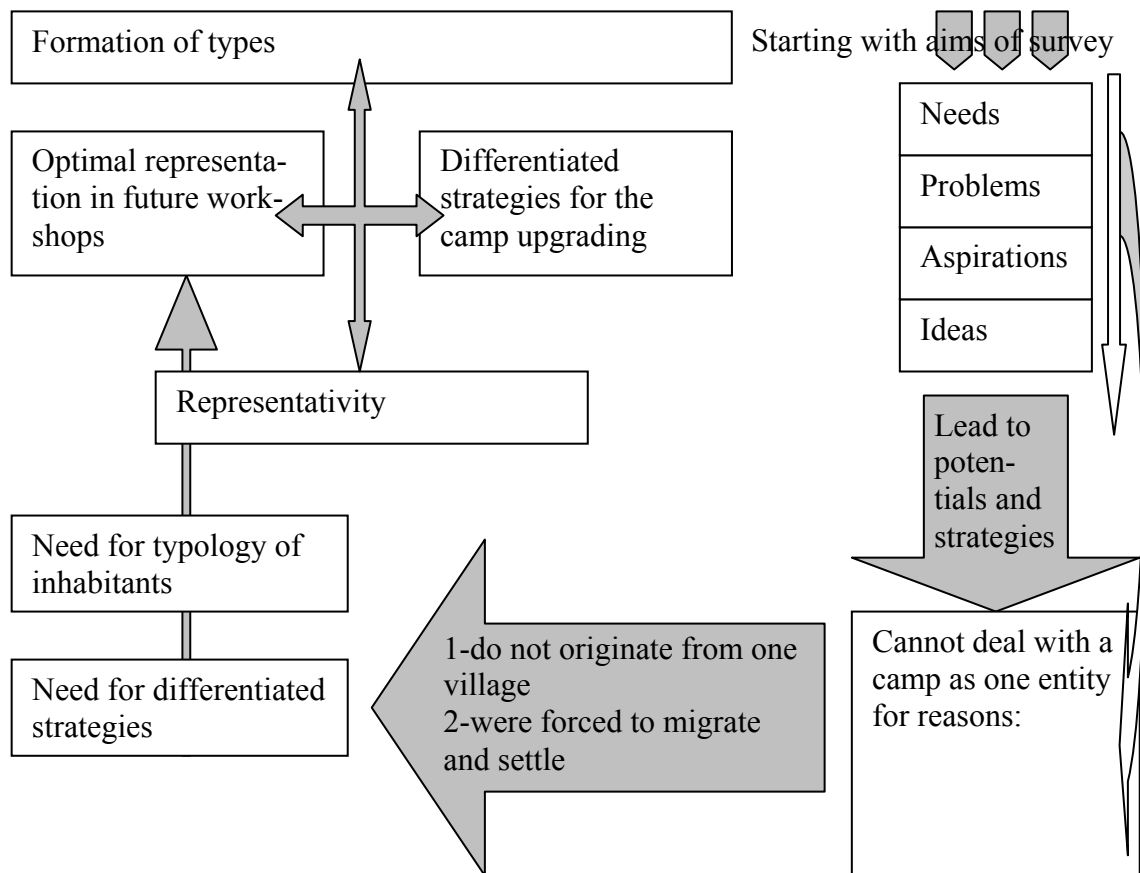 Formation of types
Starting with aims of survey
Optimal representa-
tion in future work-
shops
Differentiated
strategies for the
camp upgrading
Needs
Problems
Aspirations
Ideas
Representativity
Lead to
poten-
tials and
strategies
Need for typology of
inhabitants
Need for differentiated
strategies
1-do not originate from one
village
2-were forced to migrate
and settle
Cannot deal with a
camp as one entity
for reasons: